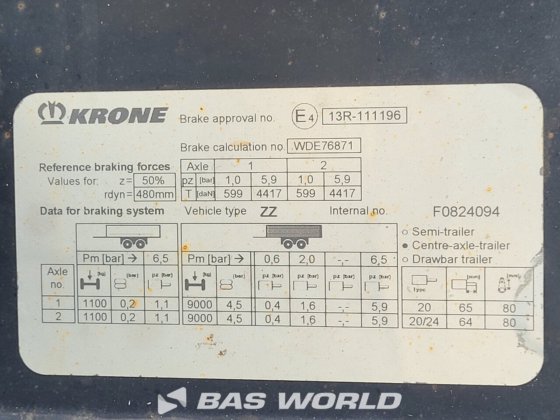 KRONE Brake approval no. E4 13R-111196
Brake calculation no. WDE76871
Reference braking forces Axle 1 2
Values for: z= 50% pz [bar] 1,0 5,9 1,0 5,9
rdyn= 480mm T [daN] 599 4417 599 4417
Data for braking system Vehicle type ZZ Internal no. F0824094
Semi-trailer
Centre-axle-trailer
Drawbar trailer
Pm [bar] → 6,5 Pm [bar] → 0,6 2,0 -,- 6,5
Axle no. [kg] [bar] p.z. [bar] [kg] [bar] p.z. [bar] p.z. [bar] p.z. [bar] p.z. [bar] Type [mm] [mm]
1 1100 0,2 1,1 9000 4,5 0,4 1,6 -,- 5,9 20 65 80
2 1100 0,2 1,1 9000 4,5 0,4 1,6 -,- 5,9 20/24 64 80
BAS WORLD